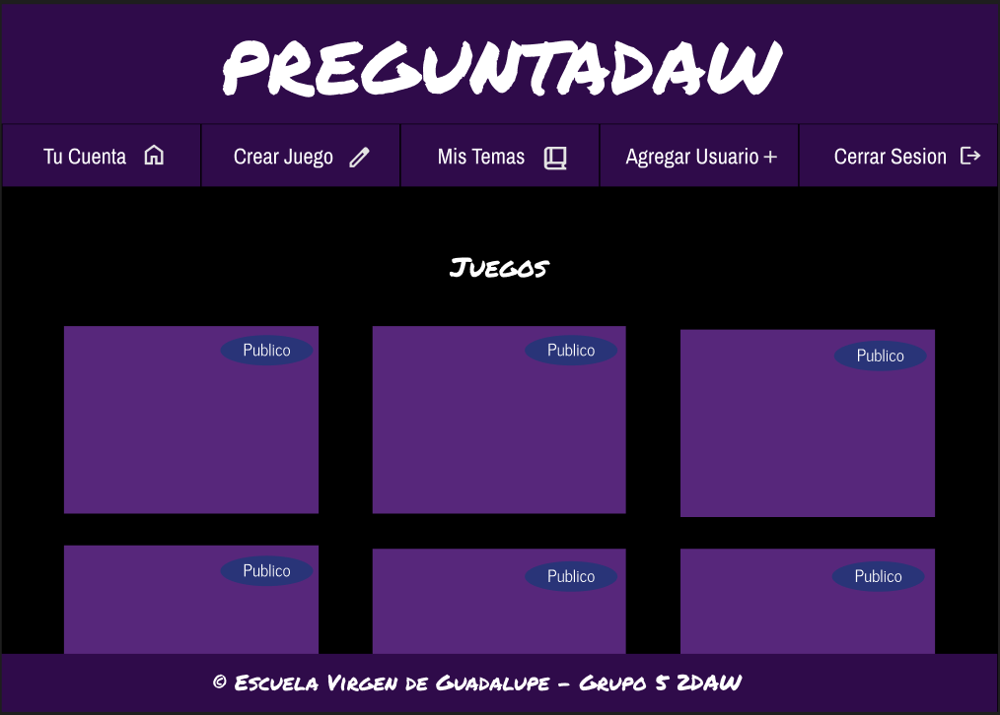 PREGUNTADAW
Tu Cuenta
Crear Juego
Mis Temas
Agregar Usuario
Cerrar Sesion
Juegos
Publico
Publico
Publico
Publico
Publico
Publico
© Escuela Virgen de Guadalupe - Grupo 5 2DAW